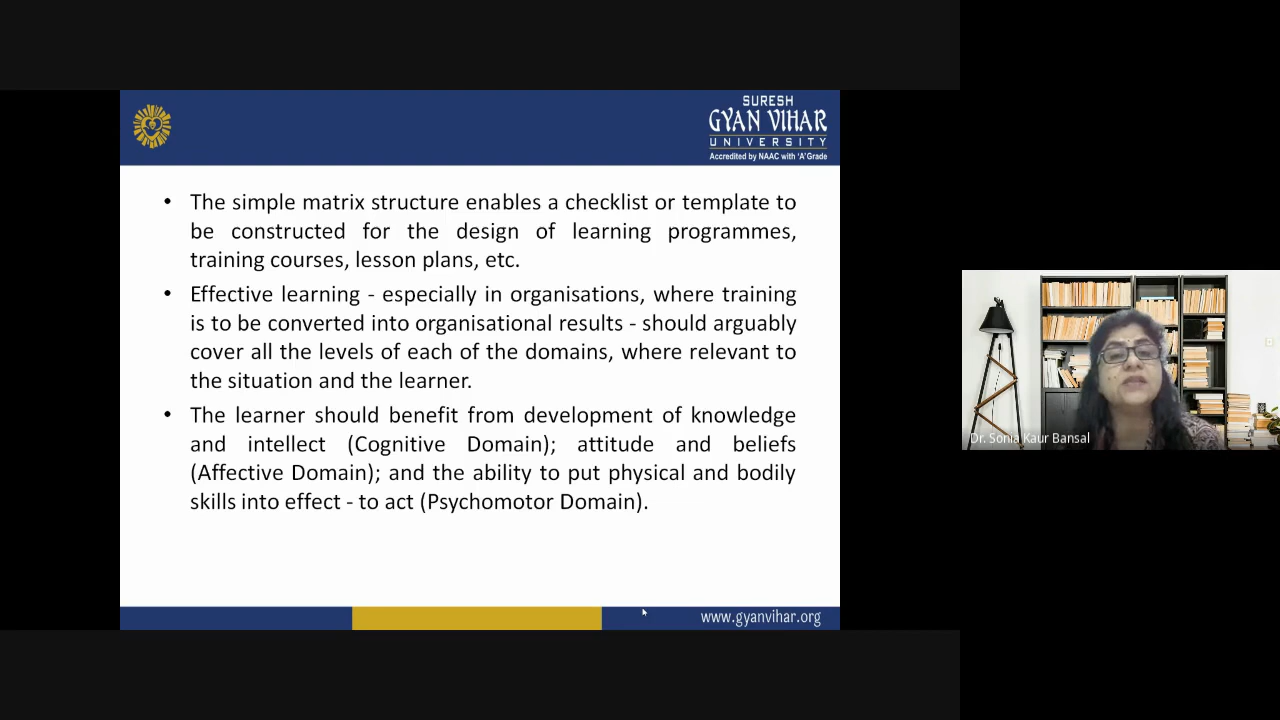 SURESH
GYAN VIHAR
UNIVERSITY
Accredited by NAAC with 'A' Grade
• The simple matrix structure enables a checklist or template to
be constructed for the design of learning programmes,
training courses, lesson plans, etc.
• Effective learning - especially in organisations, where training
is to be converted into organisational results - should arguably
cover all the levels of each of the domains, where relevant to
the situation and the learner.
• The learner should benefit from development of knowledge
and intellect (Cognitive Domain); attitude and beliefs
(Affective Domain); and the ability to put physical and bodily
skills into effect - to act (Psychomotor Domain).
www.gyanvihar.org
Dr. Sonia Kaur Bansal